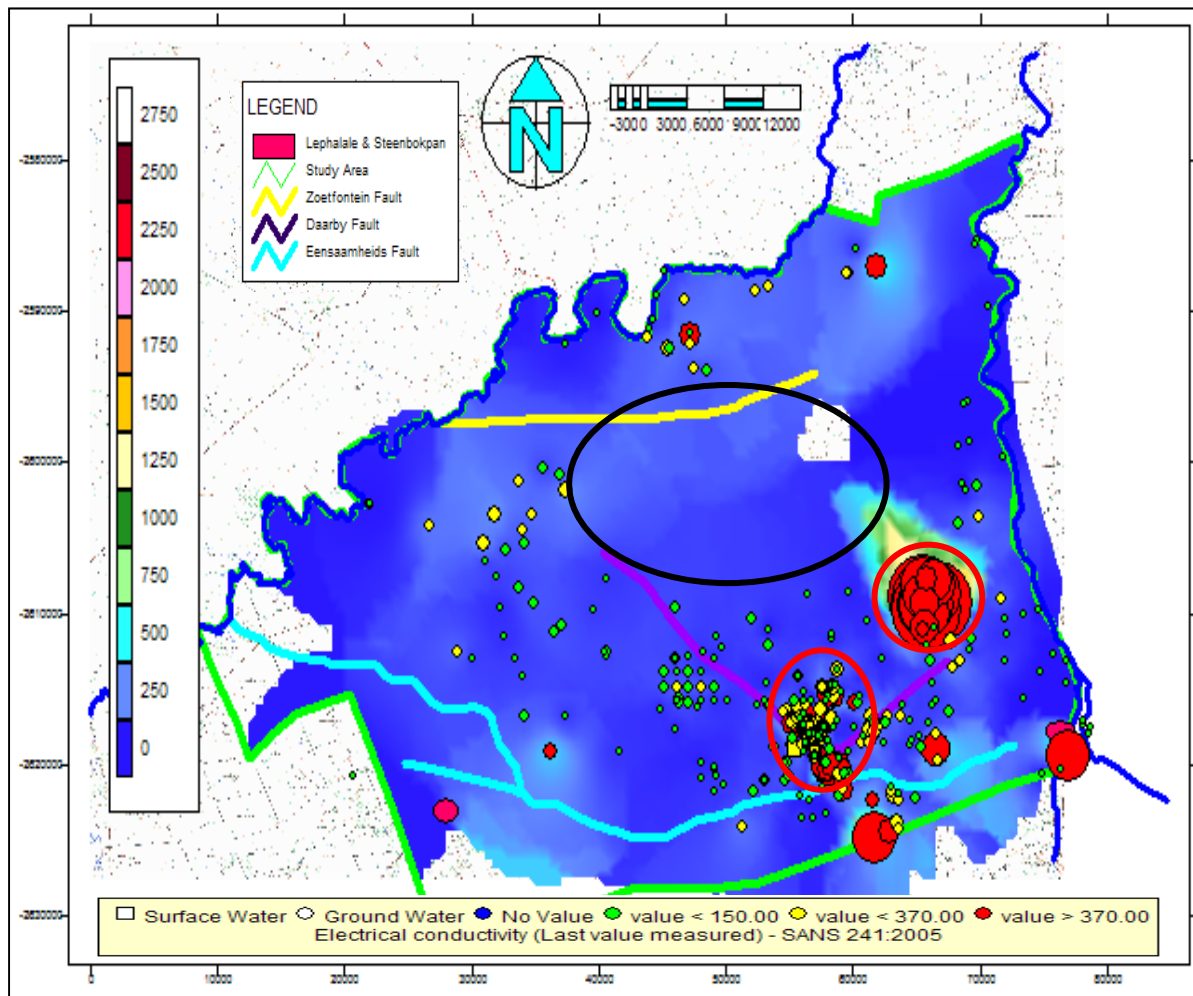 2750
2500
2250
2000
1750
1500
1250
1000
750
500
250
0
LEGEND
Lephalale & Steenbokpan
Study Area
Zoetfontein Fault
Daarby Fault
Eensaamheids Fault
N
-3000 0 3000 6000 9000 12000
-2580000
-2590000
-2600000
-2610000
-2620000
-2630000
Surface Water Ground Water No Value value < 150.00 value < 370.00 value > 370.00
Electrical conductivity (Last value measured) - SANS 241:2005
0 10000 20000 30000 40000 50000 60000 70000 80000